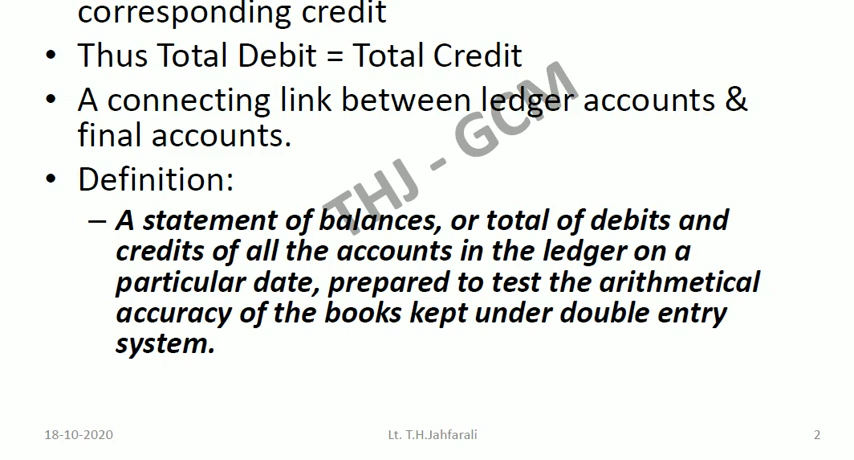 corresponding credit
• Thus Total Debit = Total Credit
• A connecting link between ledger accounts &
final accounts.
• Definition:
– A statement of balances, or total of debits and
credits of all the accounts in the ledger on a
particular date, prepared to test the arithmetical
accuracy of the books kept under double entry
system.
THJ - GCM
18-10-2020
Lt. T.H.Jahfarali
2